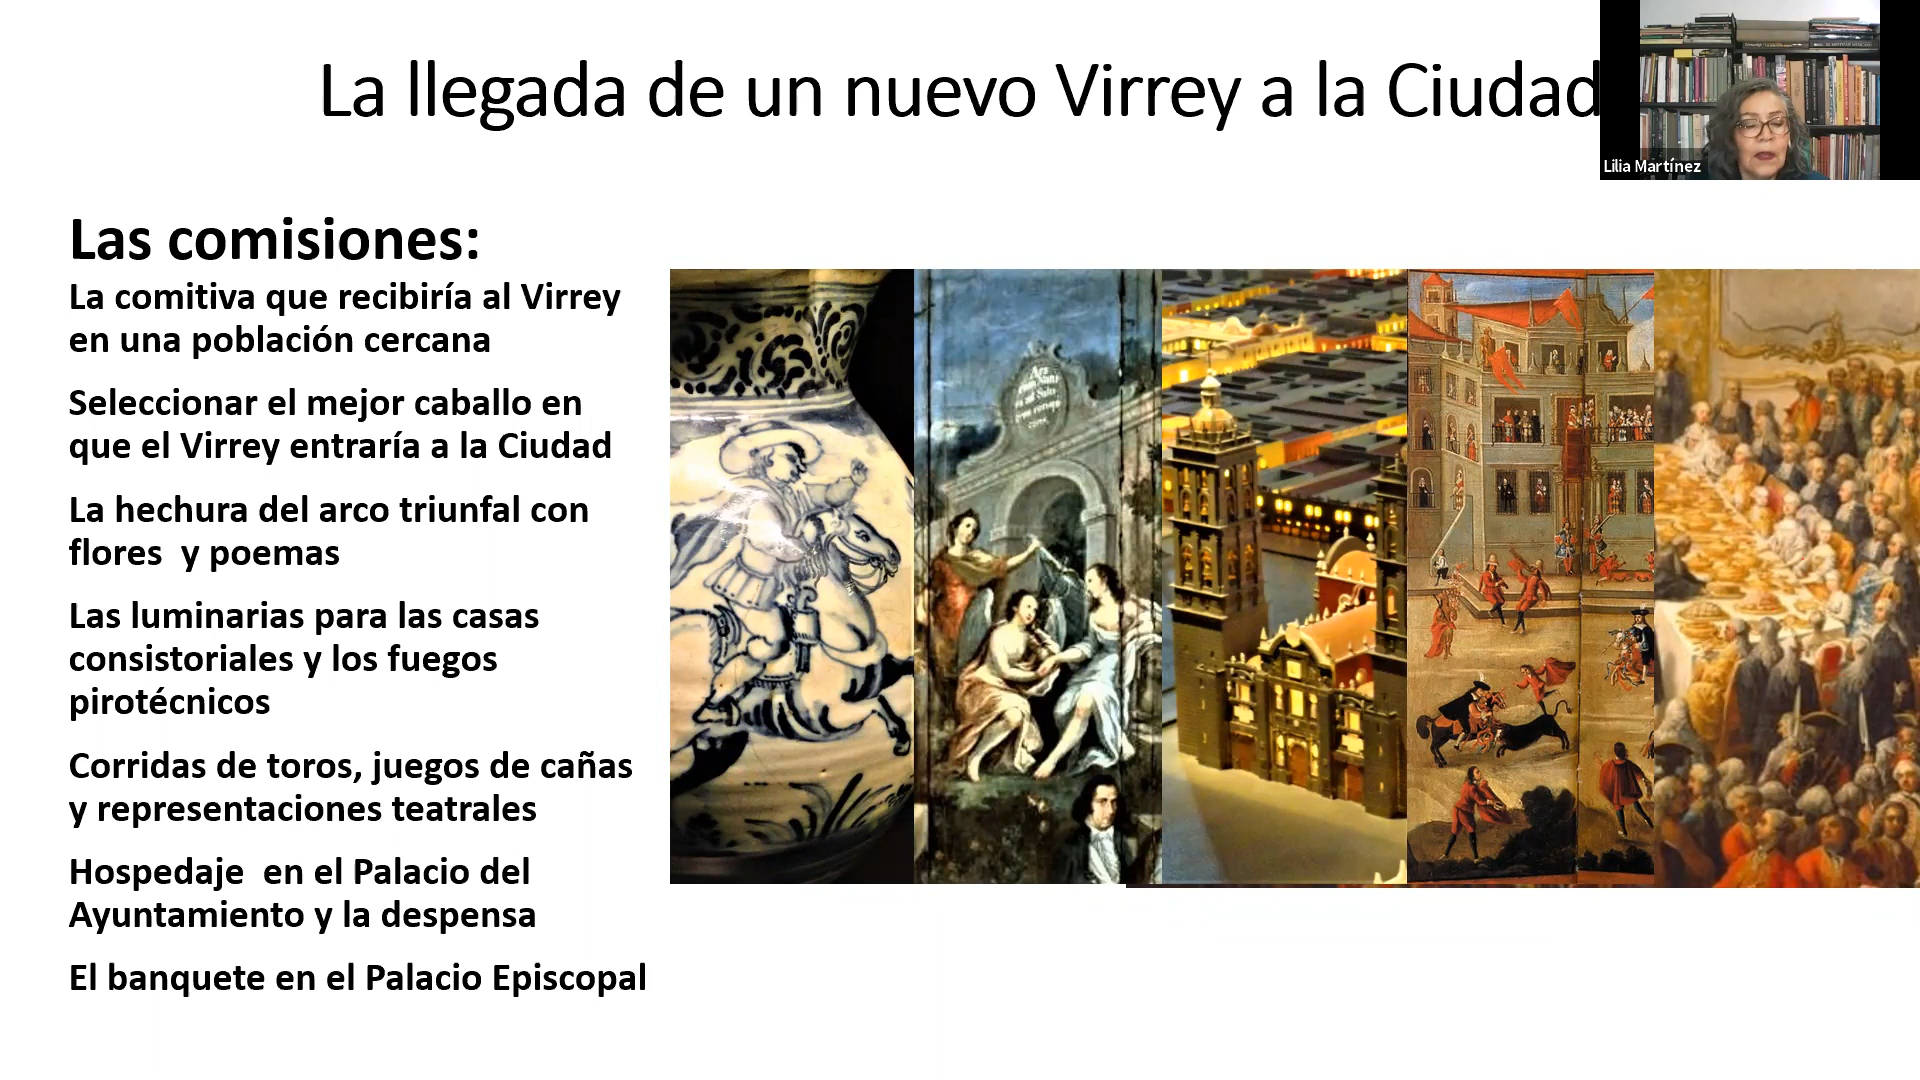 La llegada de un nuevo Virrey a la Ciudad
Lilia Martínez
Las comisiones:
La comitiva que recibiría al Virrey
en una población cercana
Seleccionar el mejor caballo en
que el Virrey entraría a la Ciudad
La hechura del arco triunfal con
flores  y poemas
Las luminarias para las casas
consistoriales y los fuegos
pirotécnicos
Corridas de toros, juegos de cañas
y representaciones teatrales
Hospedaje  en el Palacio del
Ayuntamiento y la despensa
El banquete en el Palacio Episcopal